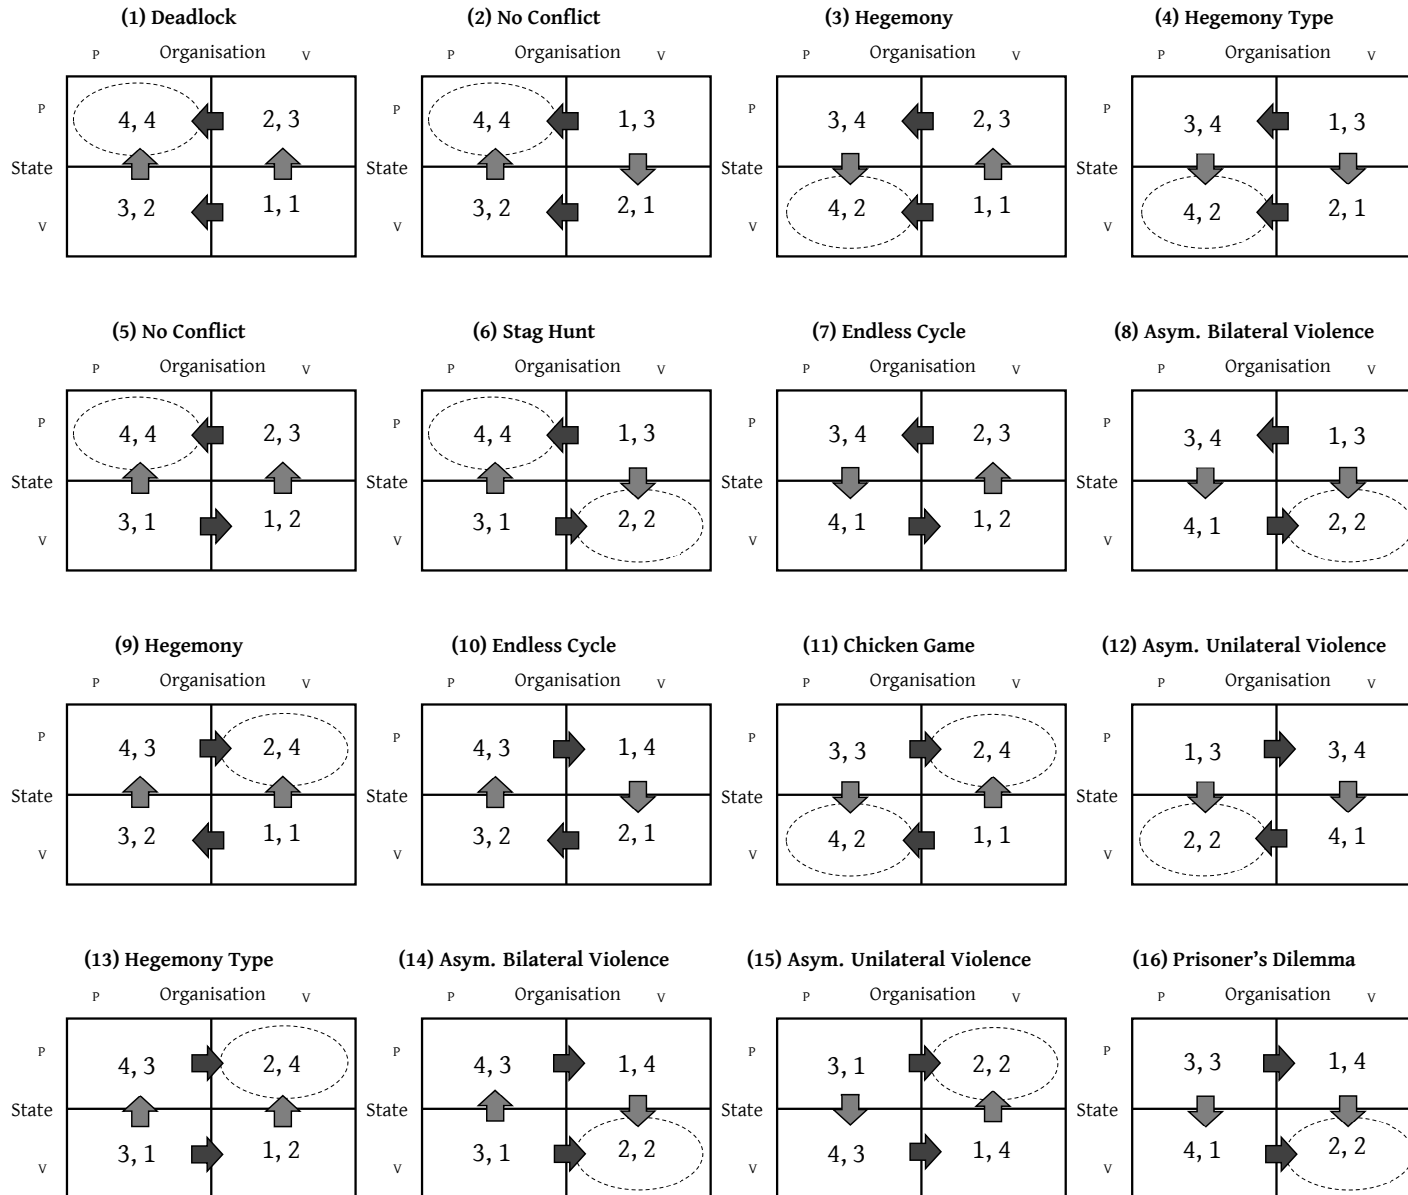 (1) Deadlock (2) No Conflict (3) Hegemony (4) Hegemony Type
P Organisation V P Organisation V P Organisation V P Organisation V
P 4, 4 2, 3 P 4, 4 1, 3 P 3, 4 2, 3 P 3, 4 1, 3
State State State State
V 3, 2 1, 1 V 3, 2 2, 1 V 4, 2 1, 1 V 4, 2 2, 1
(5) No Conflict (6) Stag Hunt (7) Endless Cycle (8) Asym. Bilateral Violence
P Organisation V P Organisation V P Organisation V P Organisation V
P 4, 4 2, 3 P 4, 4 1, 3 P 3, 4 2, 3 P 3, 4 1, 3
State State State State
V 3, 1 1, 2 V 3, 1 2, 2 V 4, 1 1, 2 V 4, 1 2, 2
(9) Hegemony (10) Endless Cycle (11) Chicken Game (12) Asym. Unilateral Violence
P Organisation V P Organisation V P Organisation V P Organisation V
P 4, 3 2, 4 P 4, 3 1, 4 P 3, 3 2, 4 P 1, 3 3, 4
State State State State
V 3, 2 1, 1 V 3, 2 2, 1 V 4, 2 1, 1 V 2, 2 4, 1
(13) Hegemony Type (14) Asym. Bilateral Violence (15) Asym. Unilateral Violence (16) Prisoner's Dilemma
P Organisation V P Organisation V P Organisation V P Organisation V
P 4, 3 2, 4 P 4, 3 1, 4 P 3, 1 2, 2 P 3, 3 1, 4
State State State State
V 3, 1 1, 2 V 3, 1 2, 2 V 4, 3 1, 4 V 4, 1 2, 2